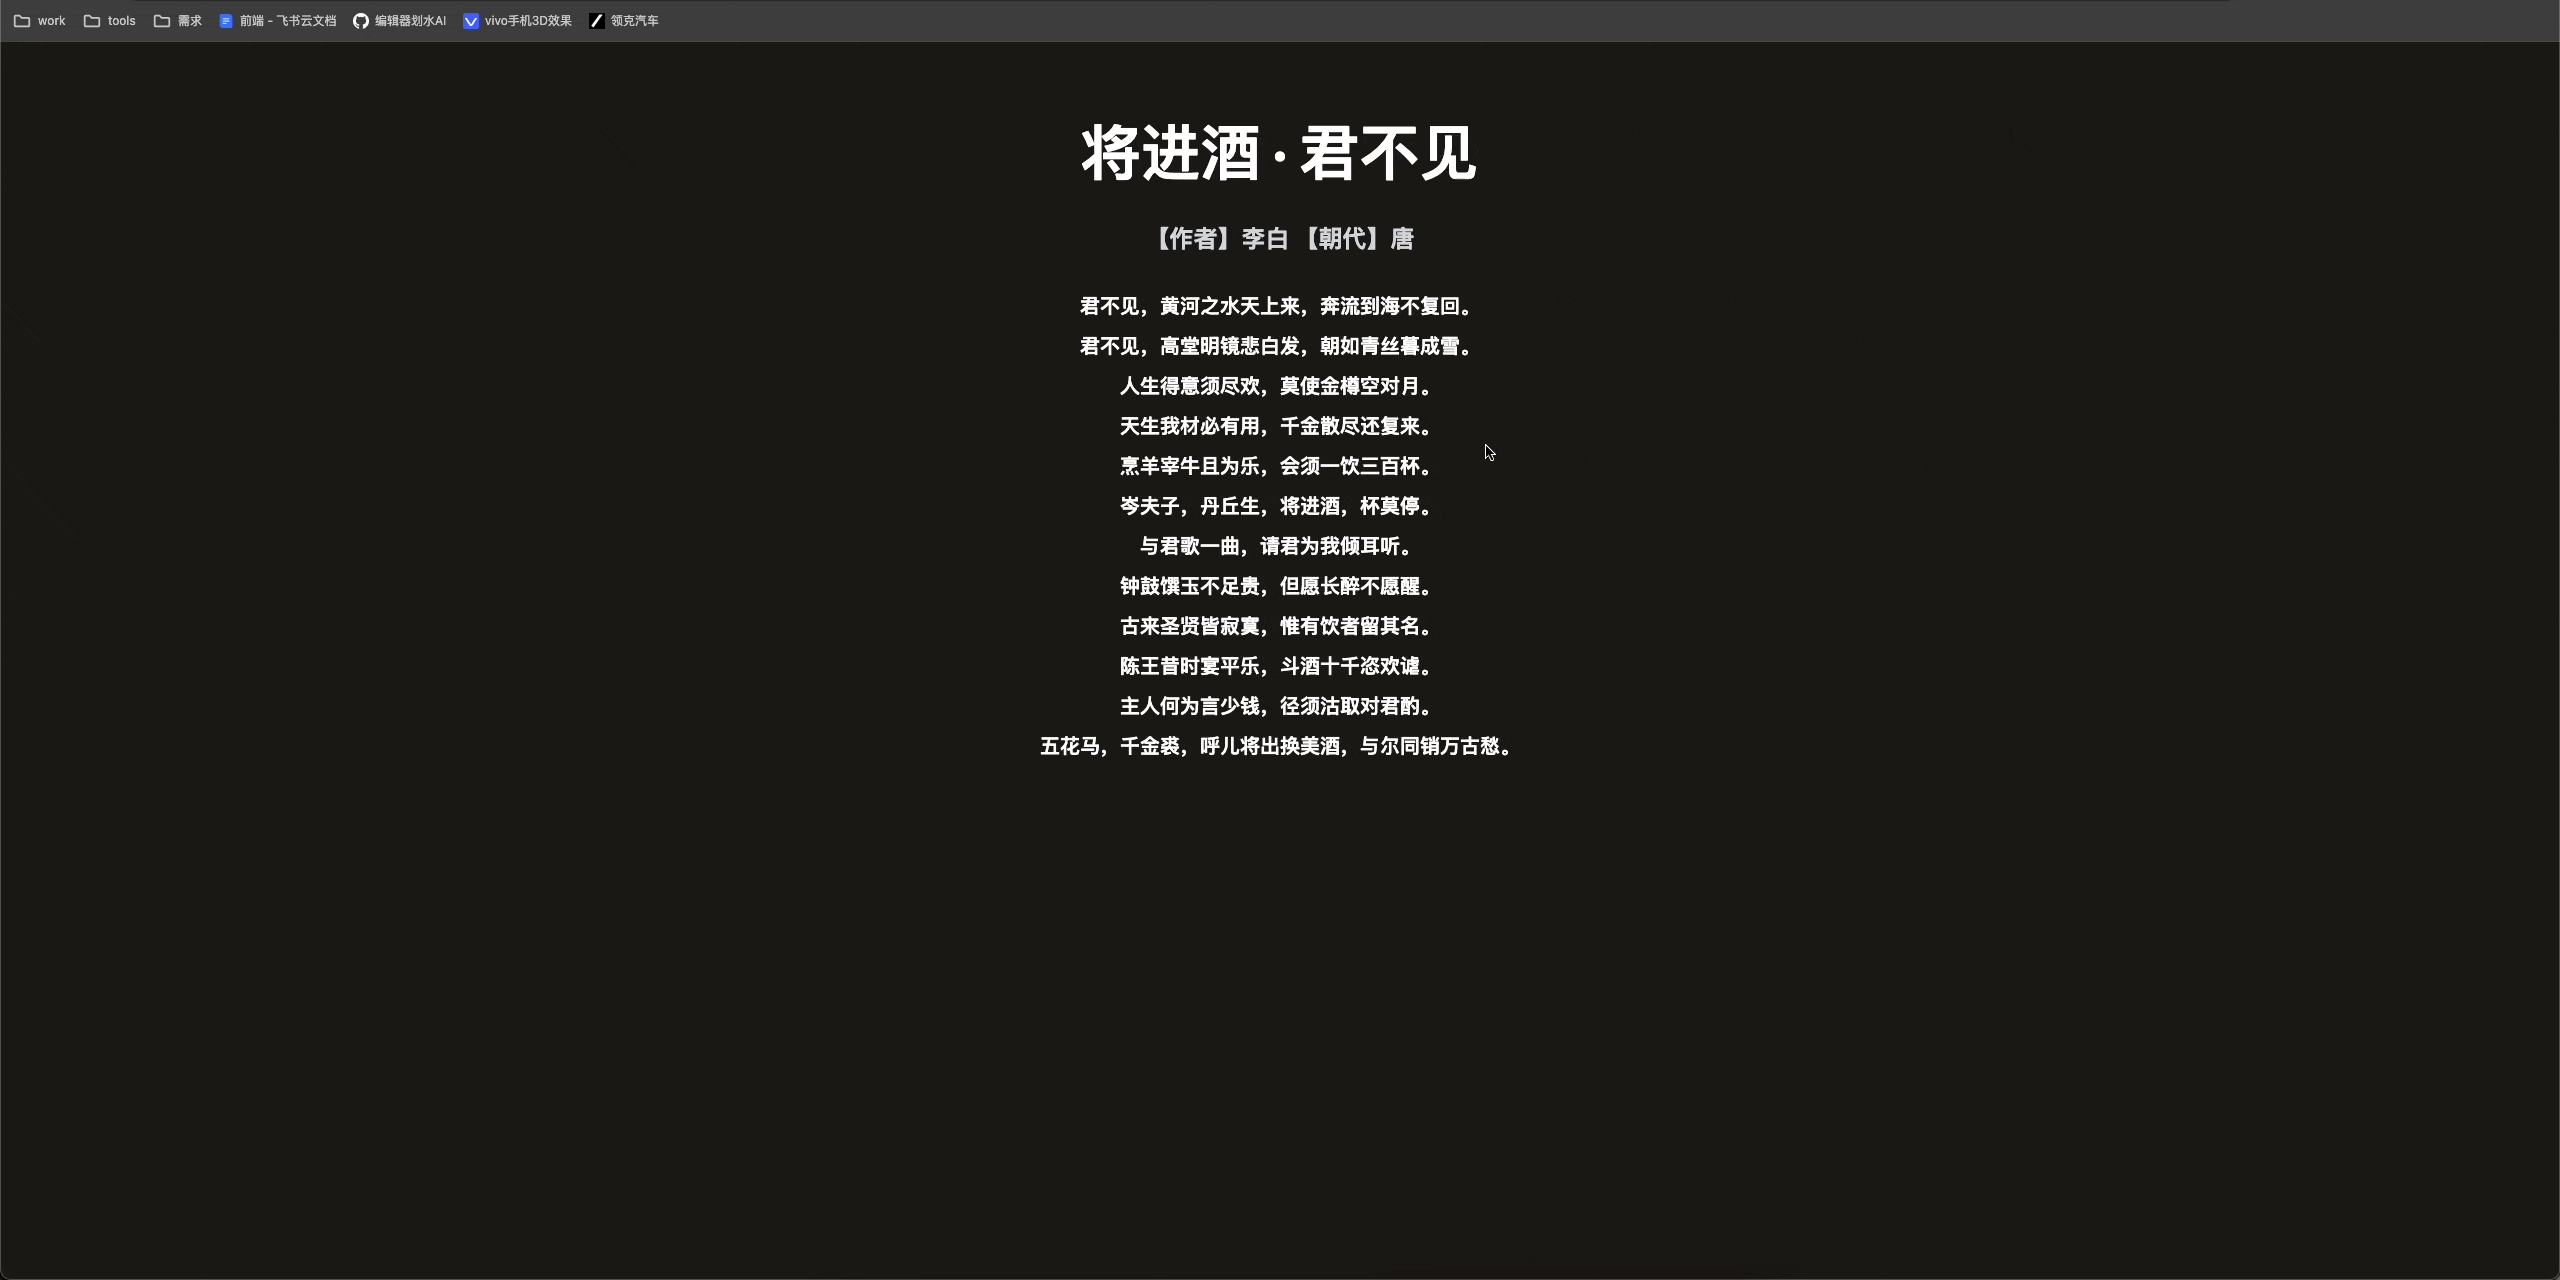 work tools 需求 前端 - 飞书云文档 编辑器划水AI vivo手机3D效果 领克汽车
将进酒·君不见
【作者】李白 【朝代】唐
君不见，黄河之水天上来，奔流到海不复回。
君不见，高堂明镜悲白发，朝如青丝暮成雪。
人生得意须尽欢，莫使金樽空对月。
天生我材必有用，千金散尽还复来。
烹羊宰牛且为乐，会须一饮三百杯。
岑夫子，丹丘生，将进酒，杯莫停。
与君歌一曲，请君为我倾耳听。
钟鼓馔玉不足贵，但愿长醉不愿醒。
古来圣贤皆寂寞，惟有饮者留其名。
陈王昔时宴平乐，斗酒十千恣欢谑。
主人何为言少钱，径须沽取对君酌。
五花马，千金裘，呼儿将出换美酒，与尔同销万古愁。